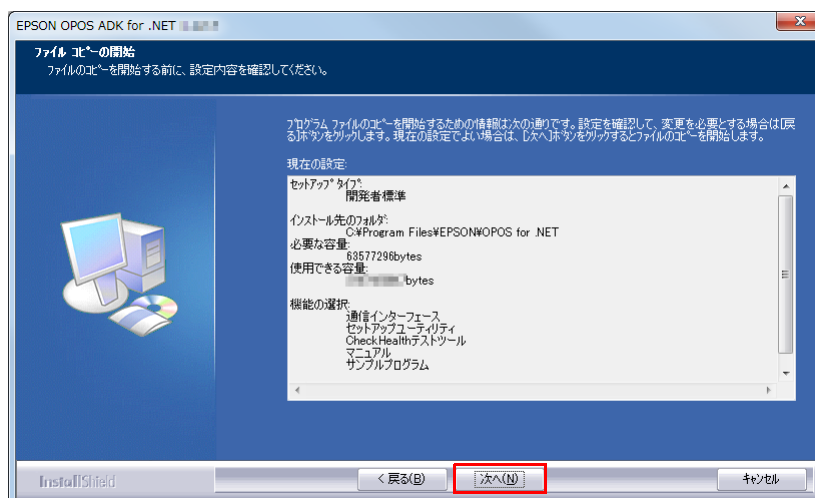 EPSON OPOS ADK for .NET
ファイル コピーの開始
ファイルのコピーを開始する前に、設定内容を確認してください。
プログラム ファイルのコピーを開始するための情報は次の通りです。設定を確認して、変更を必要とする場合は[戻
る]ボタンをクリックします。現在の設定でよい場合は、[次へ]ボタンをクリックするとファイルのコピーを開始します。
現在の設定:
セットアップ タイプ:
開発者標準
インストール先のフォルダ:
C:¥Program Files¥EPSON¥OPOS for .NET
必要な容量:
63577296bytes
使用できる容量:
bytes
機能の選択:
通信インターフェース
セットアップユーティリティ
CheckHealthテストツール
マニュアル
サンプルプログラム
InstallShield
< 戻る(B)
次へ(N)
キャンセル